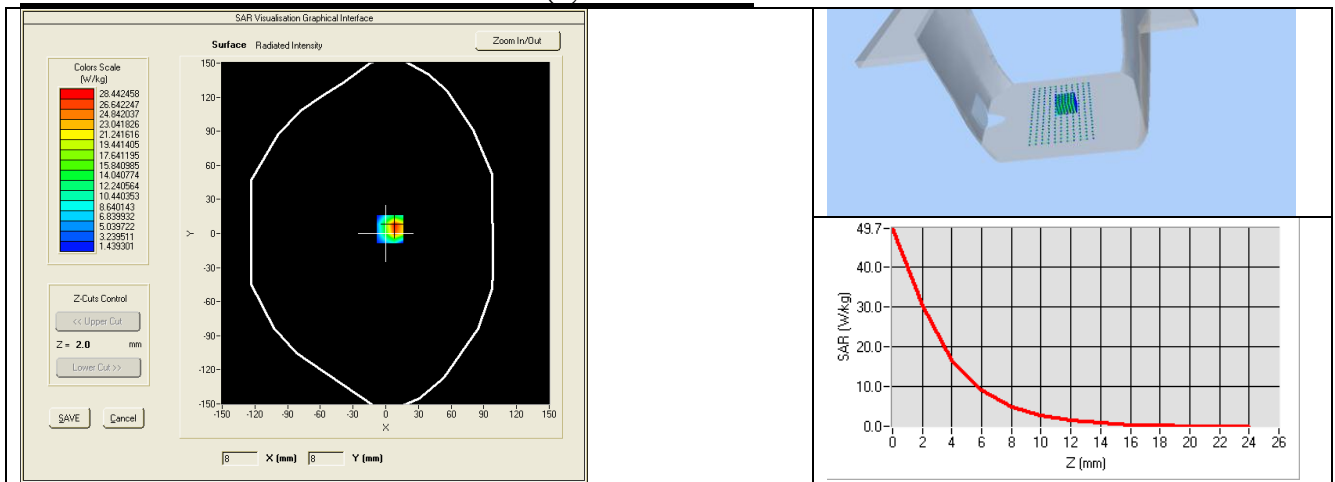 SAR Visualisation Graphical Interface
Surface Radiated Intensity
Zoom In/Out
Colors Scale
(W/kg)
28.442458
26.642247
24.842037
23.041826
21.241616
19.441405
17.641195
15.840985
14.040774
12.240564
10.440353
8.640143
6.839932
5.039722
3.239511
1.439301
Z-Cuts Control
<< Upper Cut
Z = 2.0 mm
Lower Cut >>
SAVE Cancel
150-
120-
90-
60-
30-
Y 0-
-30-
-60-
-90-
-120-
-150-
-150 -120 -90 -60 -30 0 30 60 90 120 150
X
8 X (mm) 8 Y (mm)
49.7-
40.0-
30.0-
20.0-
10.0-
0.0-
SAR (W/kg)
0 2 4 6 8 10 12 14 16 18 20 22 24 26
Z (mm)